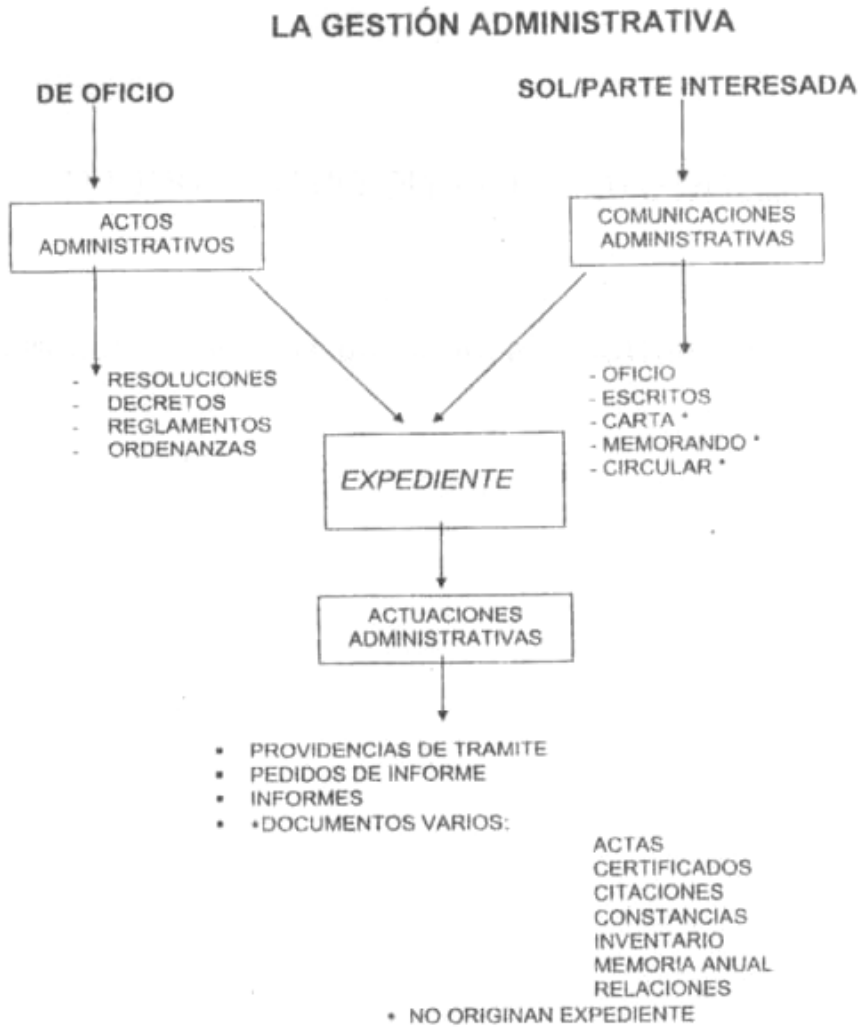 LA GESTIÓN ADMINISTRATIVA
DE OFICIO
SOL/PARTE INTERESADA
ACTOS
ADMINISTRATIVOS
COMUNICACIONES
ADMINISTRATIVAS
- RESOLUCIONES
- DECRETOS
- REGLAMENTOS
- ORDENANZAS
- OFICIO
- ESCRITOS
- CARTA *
- MEMORANDO *
- CIRCULAR *
EXPEDIENTE
ACTUACIONES
ADMINISTRATIVAS
▪ PROVIDENCIAS DE TRAMITE
▪ PEDIDOS DE INFORME
▪ INFORMES
▪ *DOCUMENTOS VARIOS:
ACTAS
CERTIFICADOS
CITACIONES
CONSTANCIAS
INVENTARIO
MEMORIA ANUAL
RELACIONES
* NO ORIGINAN EXPEDIENTE